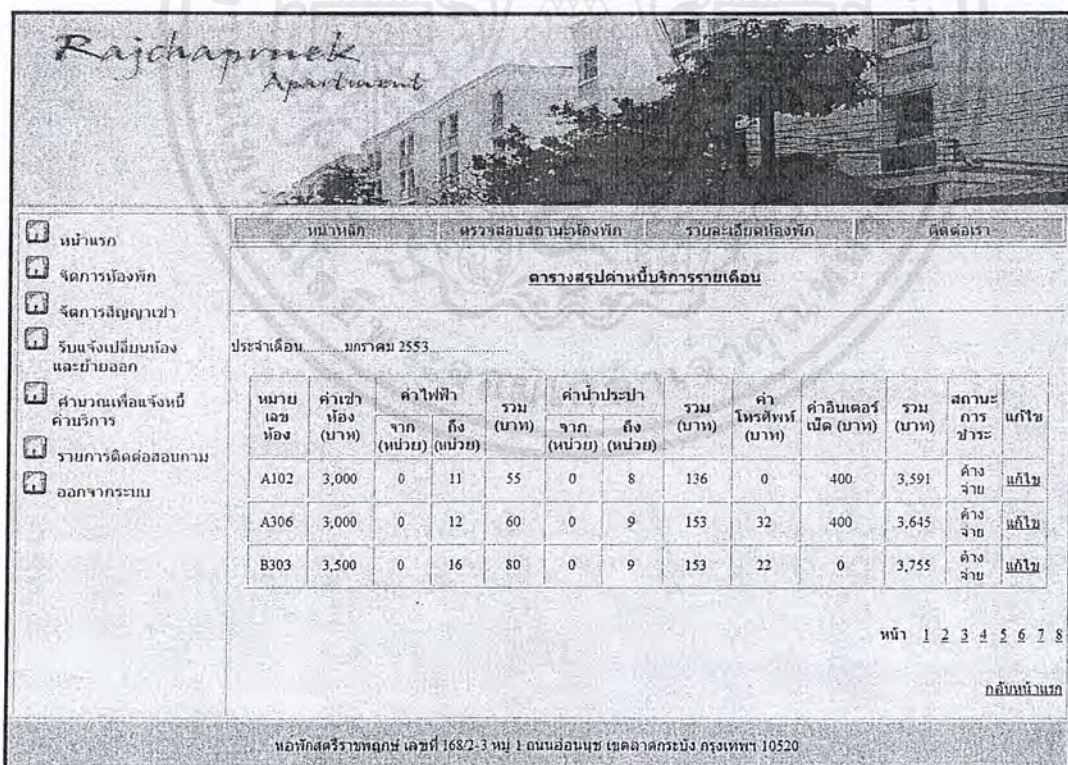 Rajchapruek
Apartment
หน้าแรก
จัดการห้องพัก
จัดการสัญญาเช่า
รับแจ้งเปลี่ยนห้อง
และย้ายออก
คำนวณเพื่อแจ้งหนี้
ค่าบริการ
รายการติดต่อสอบถาม
ออกจากระบบ
หน้าหลัก ตรวจสอบสถานะห้องพัก รายละเอียดห้องพัก ติดต่อเรา
ตารางสรุปค่าหนี้บริการรายเดือน
ประจำเดือน............มกราคม 2553........................
หมายเลขห้อง ค่าเช่าห้อง (บาท) ค่าไฟฟ้า จาก (หน่วย) ถึง (หน่วย) รวม (บาท) ค่าน้ำประปา จาก (หน่วย) ถึง (หน่วย) รวม (บาท) ค่าโทรศัพท์ (บาท) ค่าอินเตอร์เน็ต (บาท) รวม (บาท) สถานะการชำระ แก้ไข
A102 3,000 0 11 55 0 8 136 0 400 3,591 ค้างจ่าย แก้ไข
A306 3,000 0 12 60 0 9 153 32 400 3,645 ค้างจ่าย แก้ไข
B303 3,500 0 16 80 0 9 153 22 0 3,755 ค้างจ่าย แก้ไข
หน้า 1 2 3 4 5 6 7 8
กลับหน้าแรก
หอพักสตรีราชพฤกษ์ เลขที่ 168/2-3 หมู่ 1 ถนนอ่อนนุช เขตลาดกระบัง กรุงเทพฯ 10520